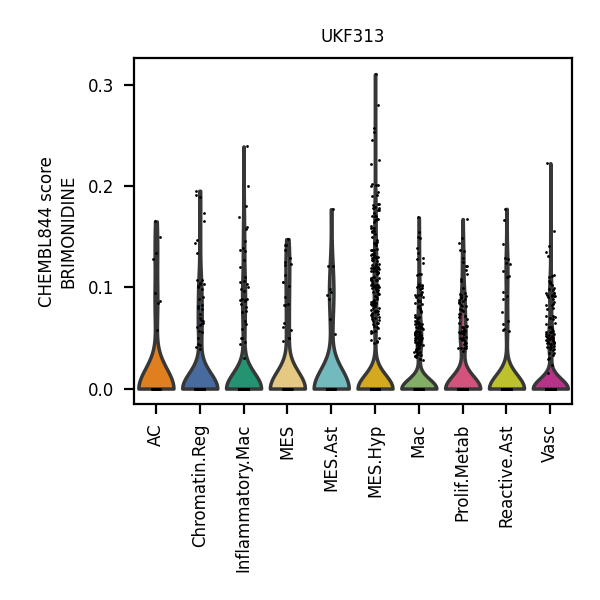 UKF313
CHEMBL844 score
BRIMONIDINE
0.3
0.2
0.1
0.0
AC
Chromatin.Reg
Inflammatory.Mac
MES
MES.Ast
MES.Hyp
Mac
Prolif.Metab
Reactive.Ast
Vasc